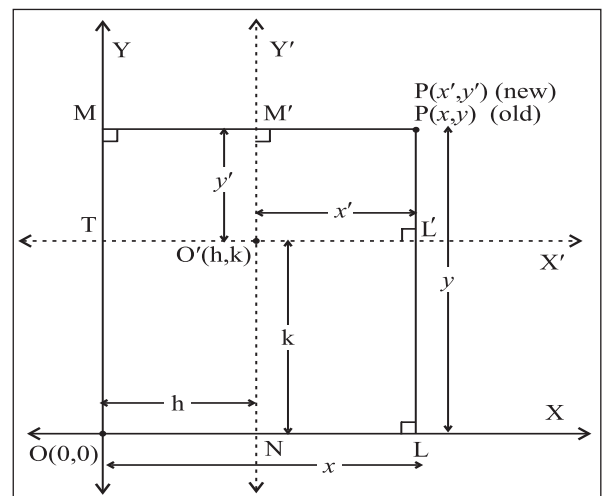 Y
Y′
P(x′,y′) (new)
M
M′
P(x,y) (old)
y′
x′
T
L′
O′(h,k)
X′
y
k
h
X
O(0,0)
N
L
x